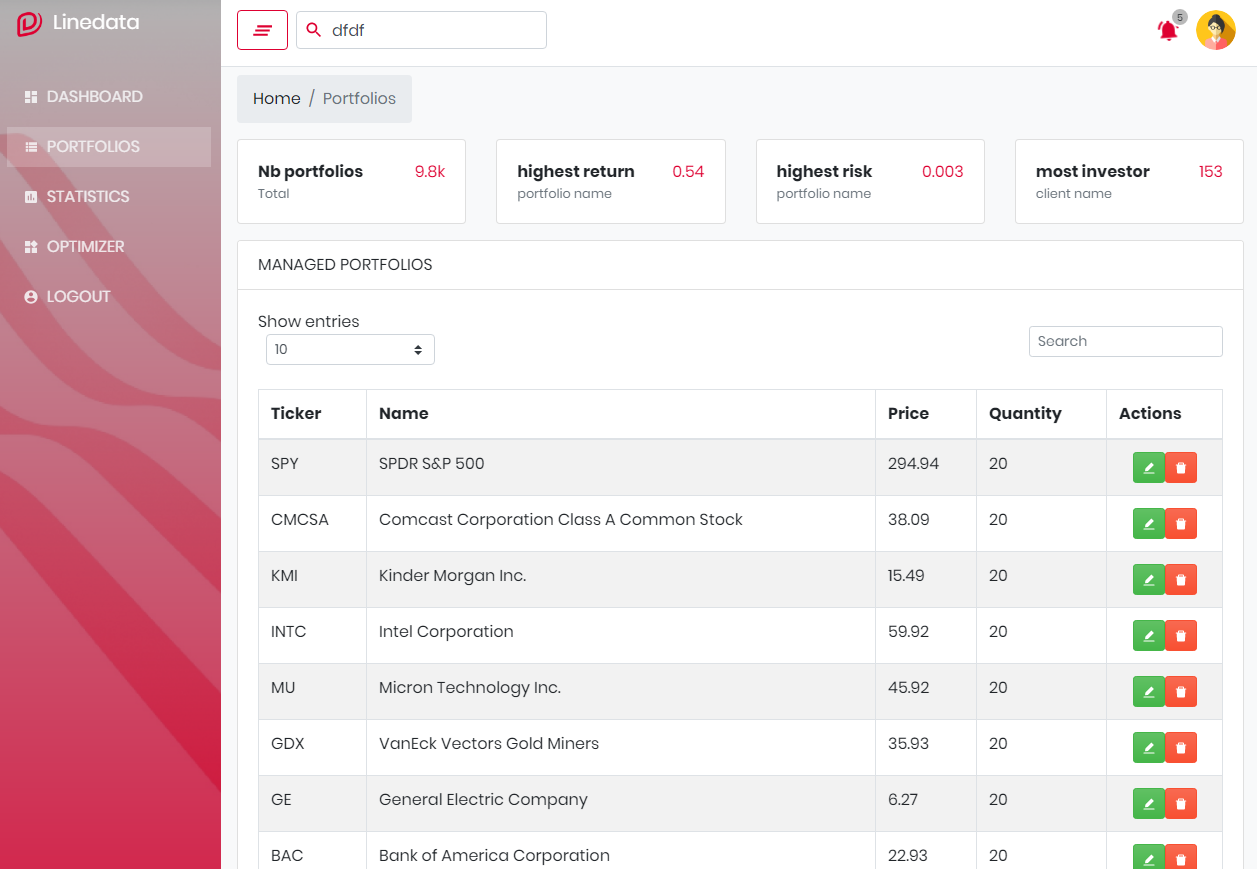 Linedata
dfdf
5
DASHBOARD
PORTFOLIOS
STATISTICS
OPTIMIZER
LOGOUT
Home / Portfolios
Nb portfolios 9.8k
Total
highest return 0.54
portfolio name
highest risk 0.003
portfolio name
most investor 153
client name
MANAGED PORTFOLIOS
Show entries
10
Search
Ticker Name Price Quantity Actions
SPY SPDR S&P 500 294.94 20
CMCSA Comcast Corporation Class A Common Stock 38.09 20
KMI Kinder Morgan Inc. 15.49 20
INTC Intel Corporation 59.92 20
MU Micron Technology Inc. 45.92 20
GDX VanEck Vectors Gold Miners 35.93 20
GE General Electric Company 6.27 20
BAC Bank of America Corporation 22.93 20